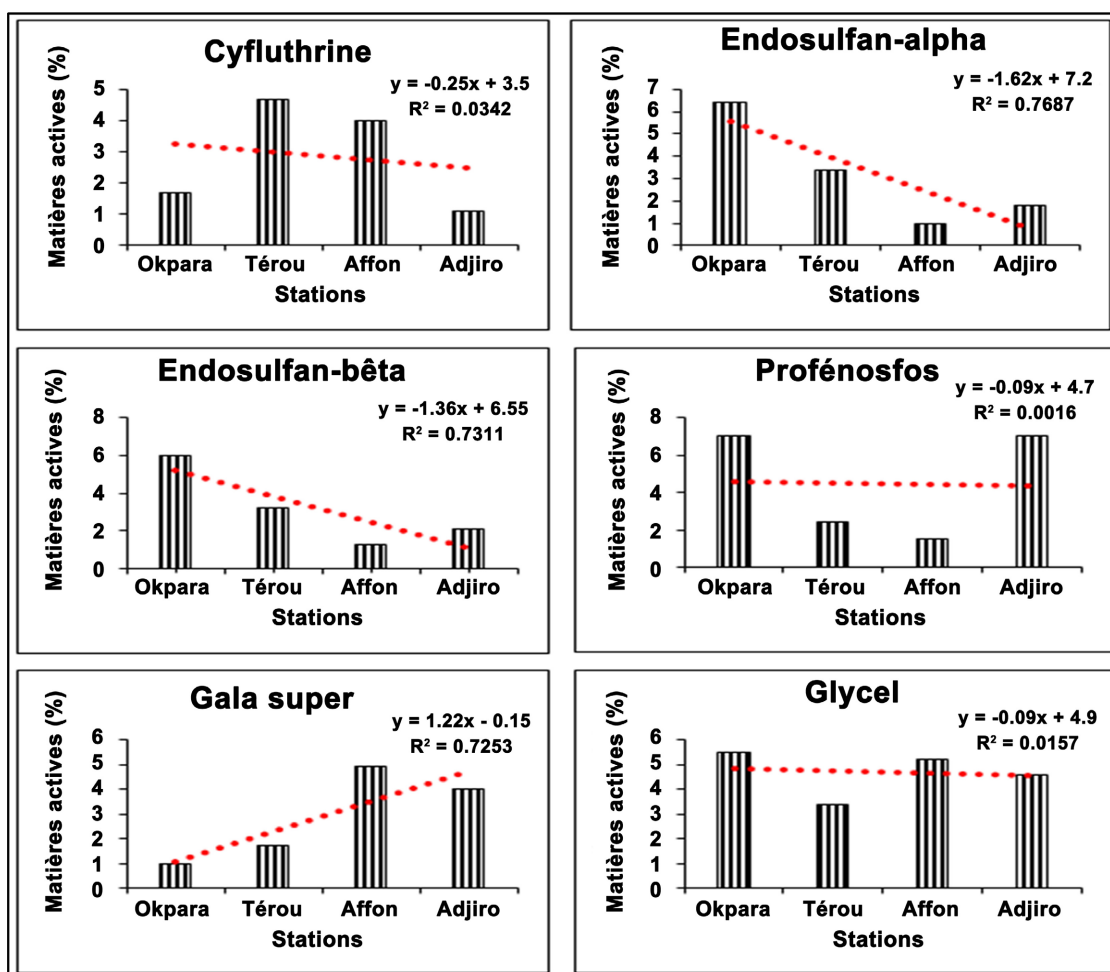 Cyfluthrine
y = -0.25x + 3.5
R² = 0.0342
Matières actives (%)
5
4
3
2
1
0
Okpara Térou Affon Adjiro
Stations
Endosulfan-alpha
y = -1.62x + 7.2
R² = 0.7687
Matières actives (%)
7
6
5
4
3
2
1
0
Okpara Térou Affon Adjiro
Stations
Endosulfan-bêta
y = -1.36x + 6.55
R² = 0.7311
Matières actives (%)
8
6
4
2
0
Okpara Térou Affon Adjiro
Stations
Profénosfos
y = -0.09x + 4.7
R² = 0.0016
Matières actives (%)
8
6
4
2
0
Okpara Térou Affon Adjiro
Stations
Gala super
y = 1.22x - 0.15
R² = 0.7253
Matières actives (%)
6
5
4
3
2
1
0
Okpara Térou Affon Adjiro
Stations
Glycel
y = -0.09x + 4.9
R² = 0.0157
Matières actives (%)
6
5
4
3
2
1
0
Okpara Térou Affon Adjiro
Stations